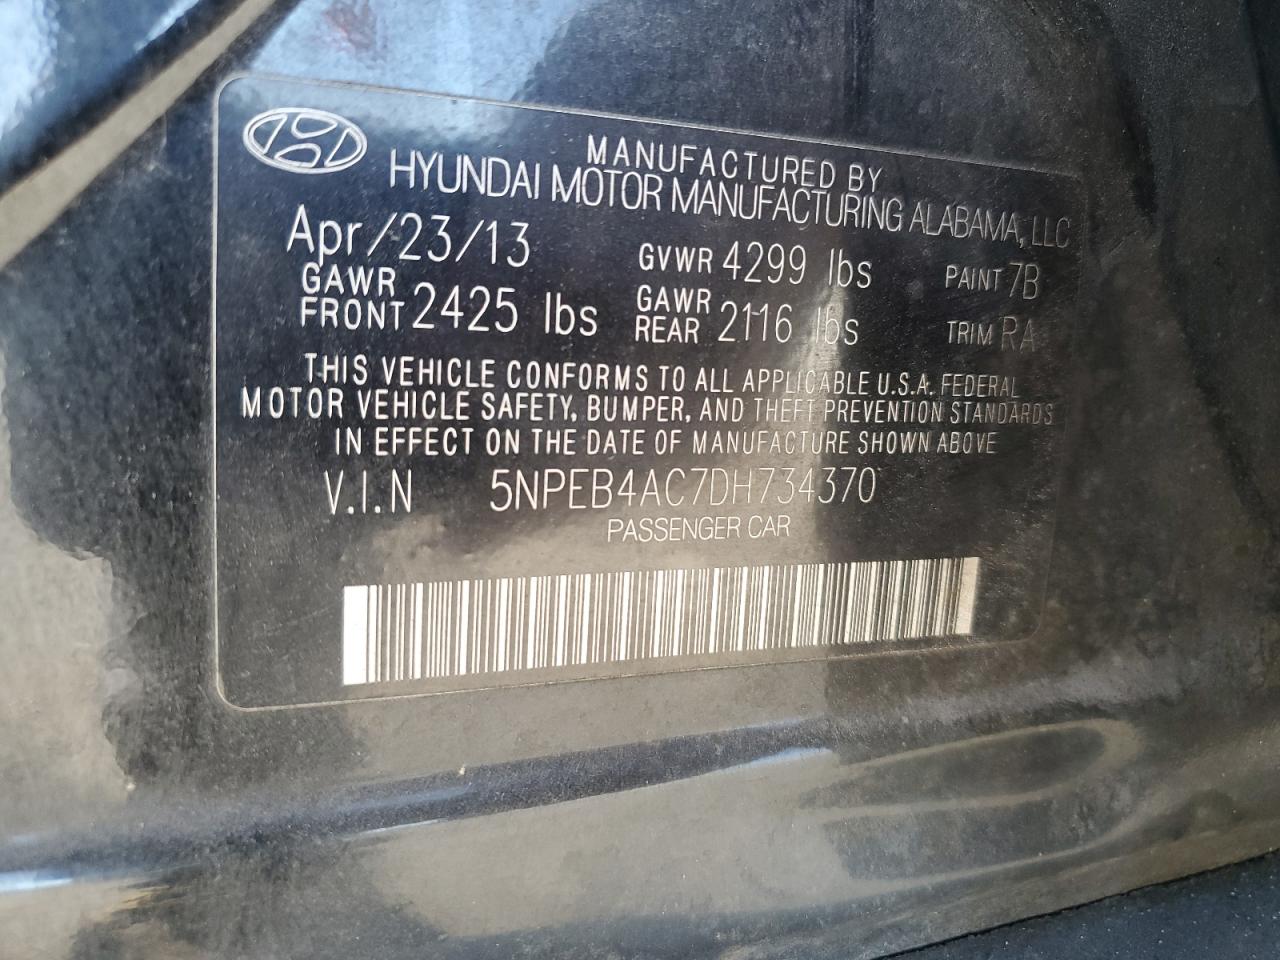 MANUFACTURED BY
HYUNDAI MOTOR MANUFACTURING ALABAMA, LLC
Apr/23/13 GVWR 4299 lbs PAINT 7B
GAWR FRONT 2425 lbs GAWR REAR 2116 lbs TRIM RA
THIS VEHICLE CONFORMS TO ALL APPLICABLE U.S.A. FEDERAL
MOTOR VEHICLE SAFETY, BUMPER, AND THEFT PREVENTION STANDARDS
IN EFFECT ON THE DATE OF MANUFACTURE SHOWN ABOVE
V.I.N 5NPEB4AC7DH734370
PASSENGER CAR